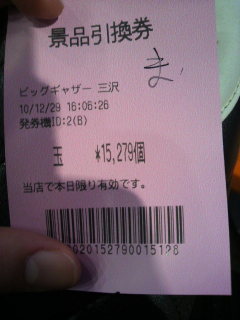 景品引換券
ま
ビッグギャザー 三沢
10/12/29 16:06:26
発券機ID:2(B)
玉 *15,279個
当店で本日限り有効です。
020152790015128